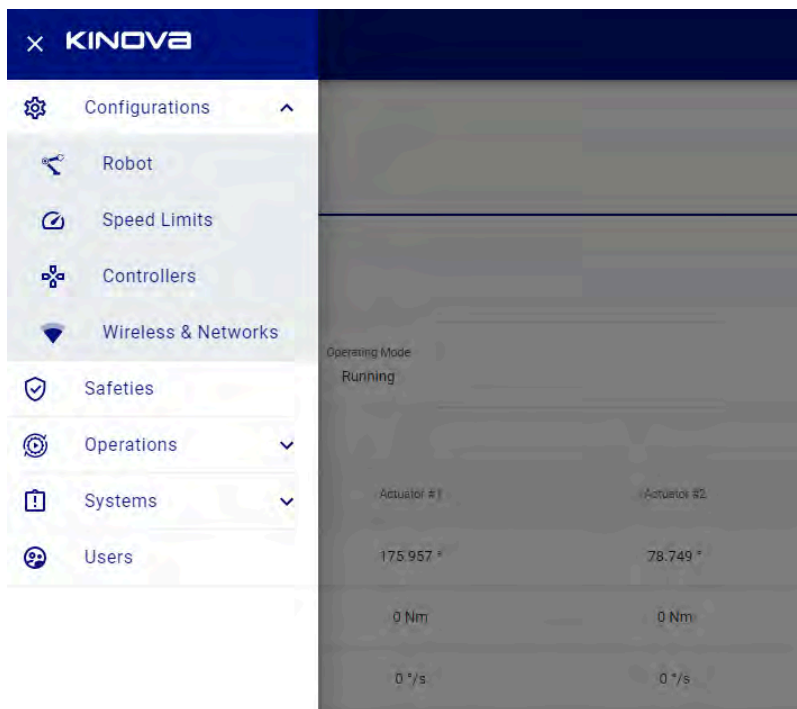 KINOVA
Configurations
Robot
Speed Limits
Controllers
Wireless & Networks
Safeties
Operations
Systems
Users
Operating Mode
Running
Actuator #1 Actuator #2
175.957 ° 78.749 °
0 Nm 0 Nm
0 °/s 0 °/s